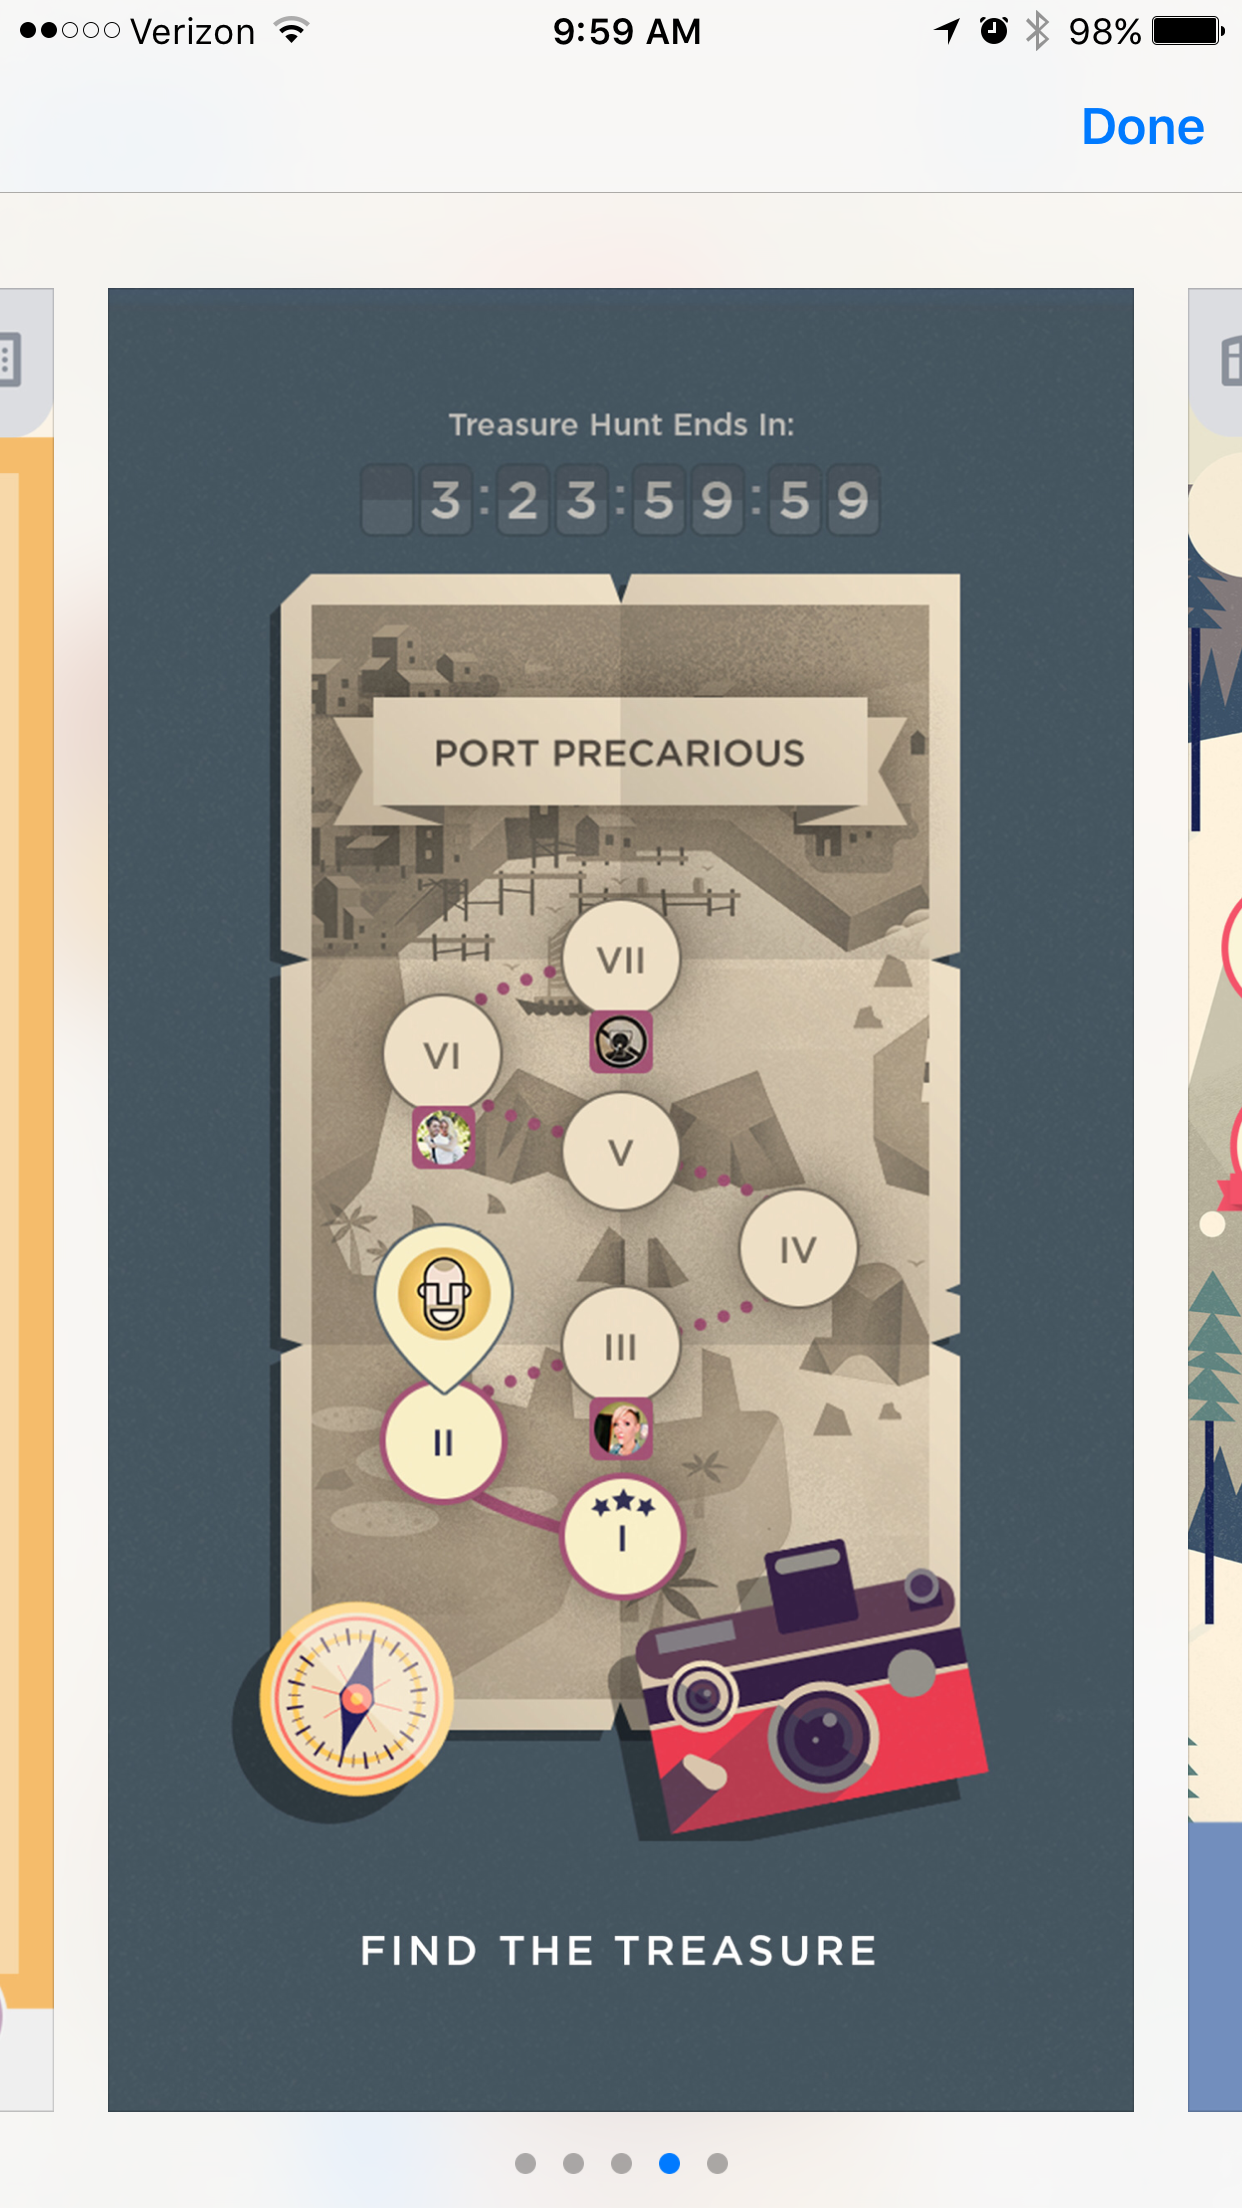 Verizon 9:59 AM 98%
Done
Treasure Hunt Ends In:
3:23:59:59
PORT PRECARIOUS
VII
VI
V
IV
III
II
I
FIND THE TREASURE